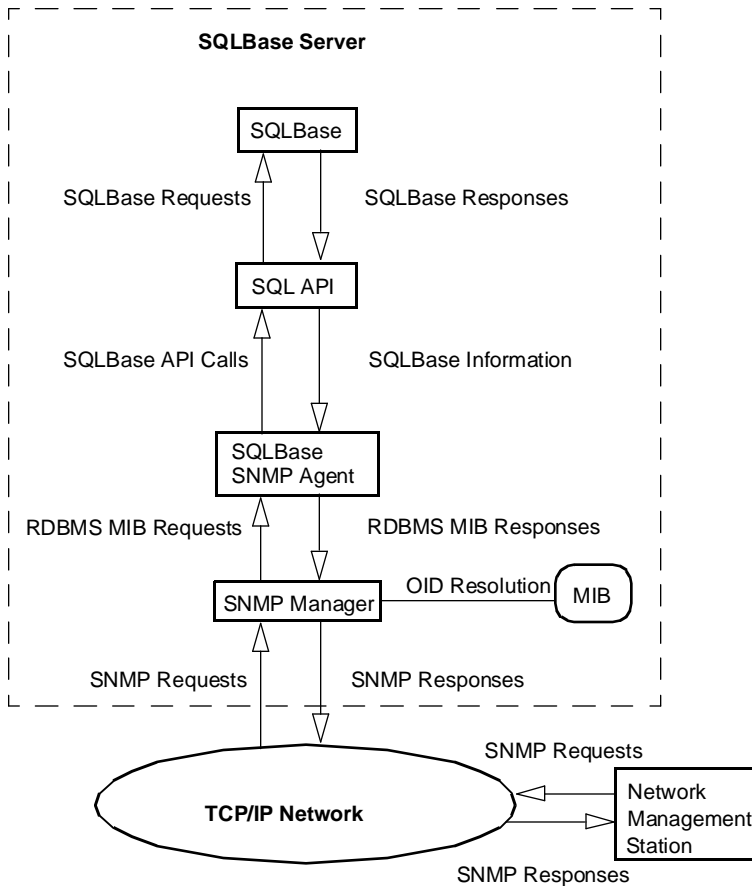 SQLBase Server
SQLBase
SQLBase Requests
SQLBase Responses
SQL API
SQLBase API Calls
SQLBase Information
SQLBase
SNMP Agent
RDBMS MIB Requests
RDBMS MIB Responses
SNMP Manager
OID Resolution
MIB
SNMP Requests
SNMP Responses
SNMP Requests
TCP/IP Network
Network
Management
Station
SNMP Responses